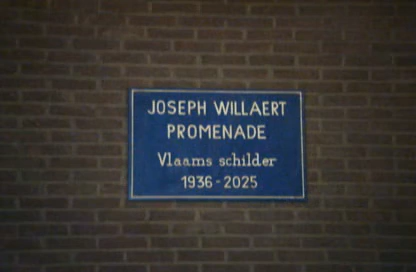 JOSEPH WILLAERT
PROMENADE
Vlaams schilder
1936 - 2025